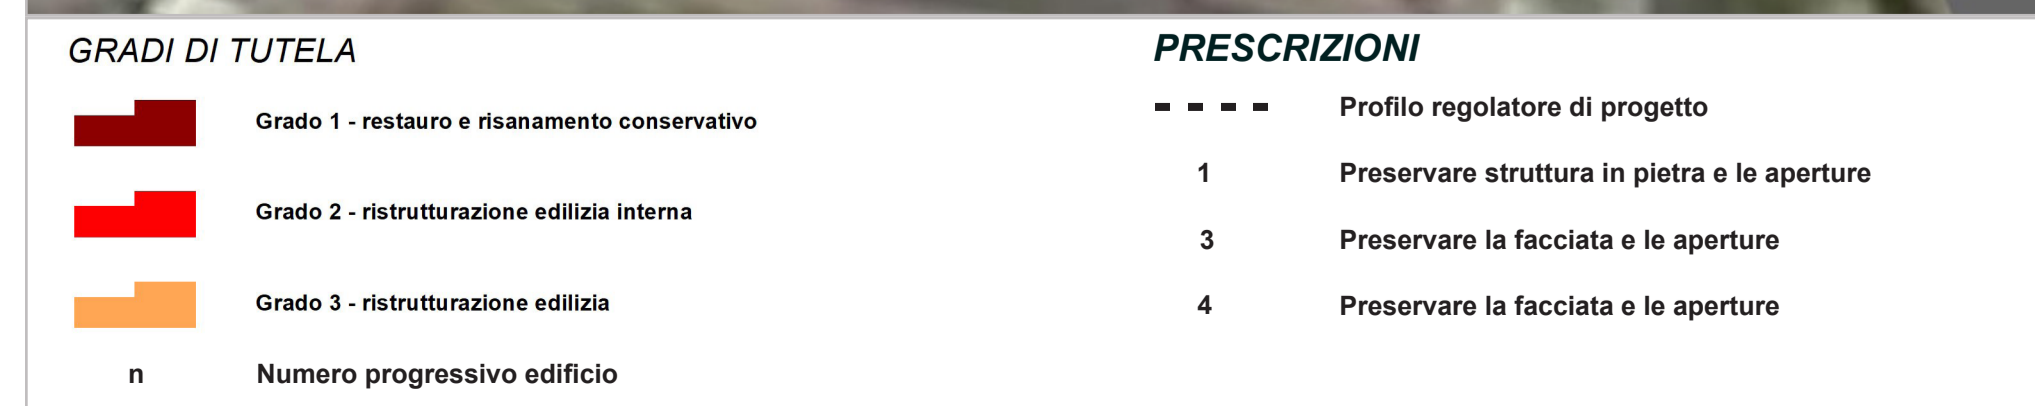 GRADI DI TUTELA
Grado 1 - restauro e risanamento conservativo
Grado 2 - ristrutturazione edilizia interna
Grado 3 - ristrutturazione edilizia
n Numero progressivo edificio
PRESCRIZIONI
Profilo regolatore di progetto
1 Preservare struttura in pietra e le aperture
3 Preservare la facciata e le aperture
4 Preservare la facciata e le aperture